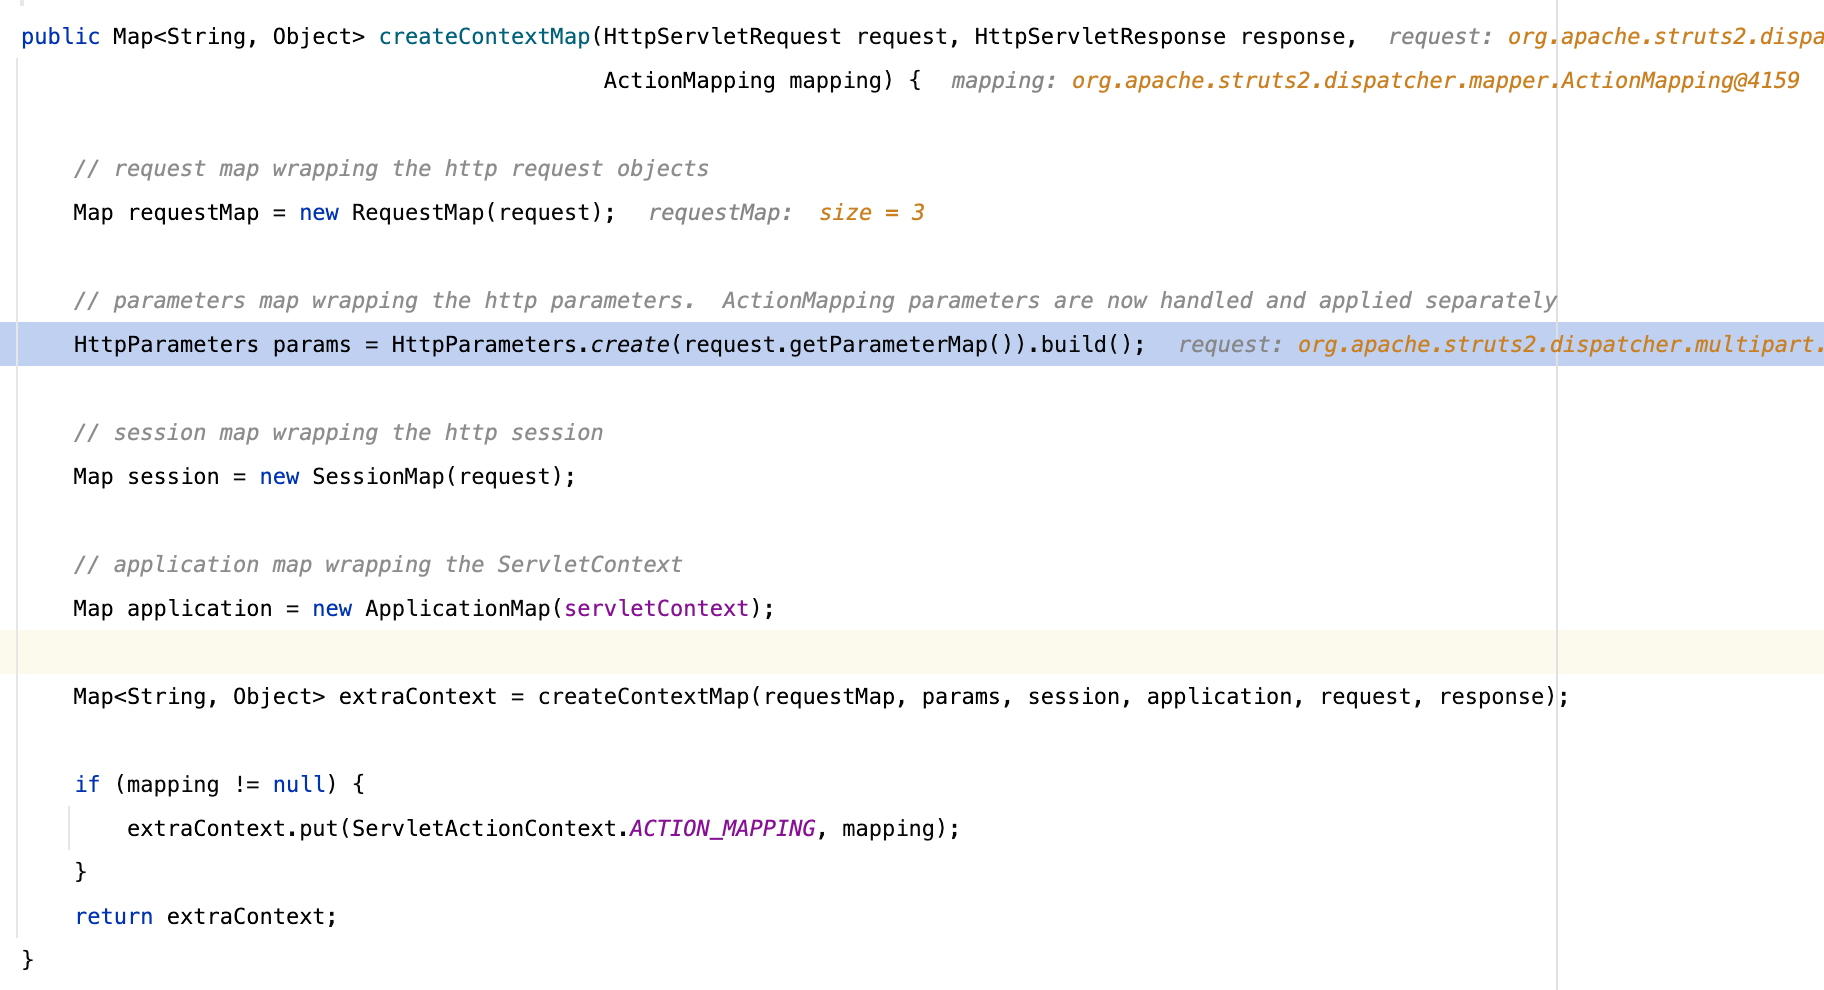 public Map<String, Object> createContextMap(HttpServletRequest request, HttpServletResponse response,  request: org.apache.struts2.dispa
ActionMapping mapping) {  mapping: org.apache.struts2.dispatcher.mapper.ActionMapping@4159
// request map wrapping the http request objects
Map requestMap = new RequestMap(request);  requestMap:  size = 3
// parameters map wrapping the http parameters.  ActionMapping parameters are now handled and applied separately
HttpParameters params = HttpParameters.create(request.getParameterMap()).build();  request: org.apache.struts2.dispatcher.multipart.
// session map wrapping the http session
Map session = new SessionMap(request);
// application map wrapping the ServletContext
Map application = new ApplicationMap(servletContext);
Map<String, Object> extraContext = createContextMap(requestMap, params, session, application, request, response);
if (mapping != null) {
extraContext.put(ServletActionContext.ACTION_MAPPING, mapping);
}
return extraContext;
}